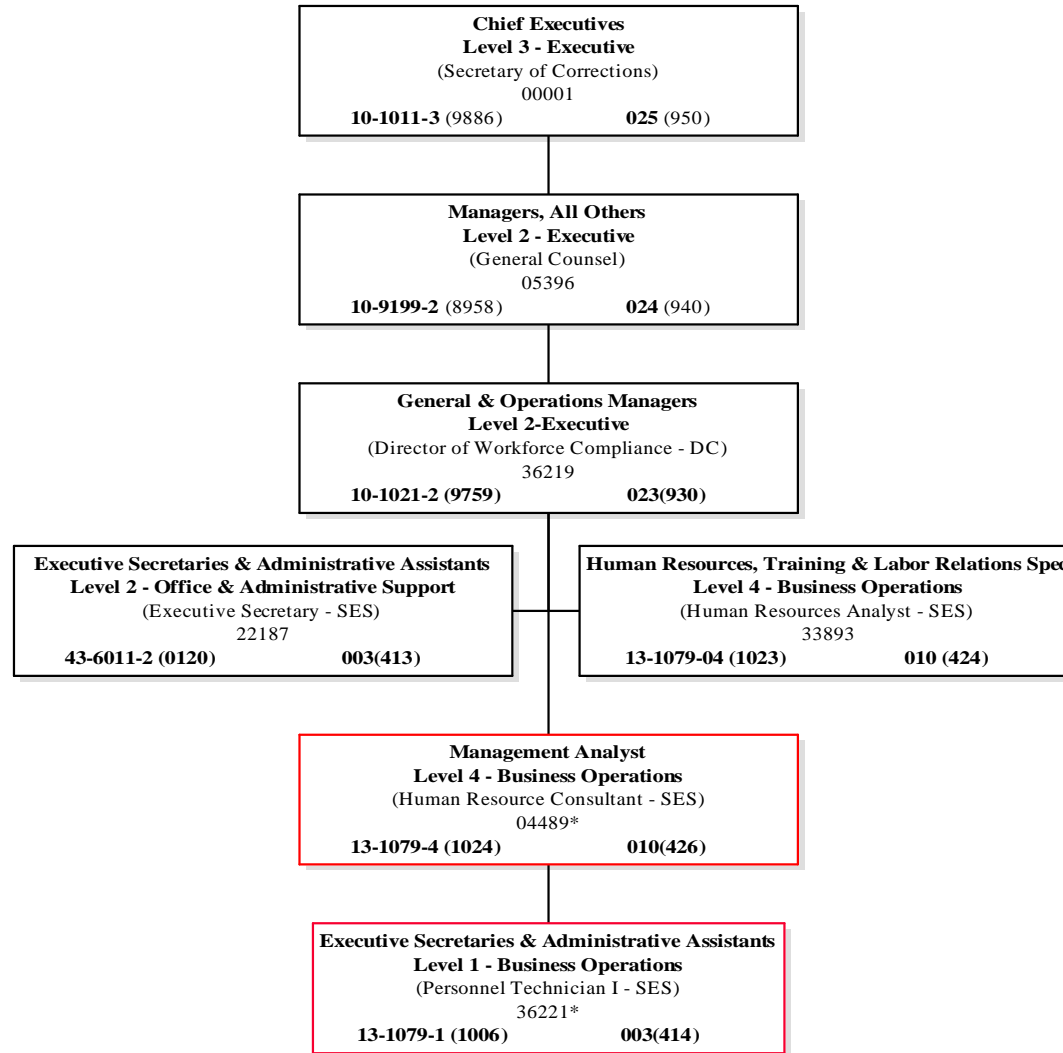 Chief Executives
Level 3 - Executive
(Secretary of Corrections)
00001
10-1011-3 (9886) 025 (950)
Managers, All Others
Level 2 - Executive
(General Counsel)
05396
10-9199-2 (8958) 024 (940)
General & Operations Managers
Level 2-Executive
(Director of Workforce Compliance - DC)
36219
10-1021-2 (9759) 023(930)
Executive Secretaries & Administrative Assistants
Level 2 - Office & Administrative Support
(Executive Secretary - SES)
22187
43-6011-2 (0120) 003(413)
Human Resources, Training & Labor Relations Spec
Level 4 - Business Operations
(Human Resources Analyst - SES)
33893
13-1079-04 (1023) 010 (424)
Management Analyst
Level 4 - Business Operations
(Human Resource Consultant - SES)
04489*
13-1079-4 (1024) 010(426)
Executive Secretaries & Administrative Assistants
Level 1 - Business Operations
(Personnel Technician I - SES)
36221*
13-1079-1 (1006) 003(414)